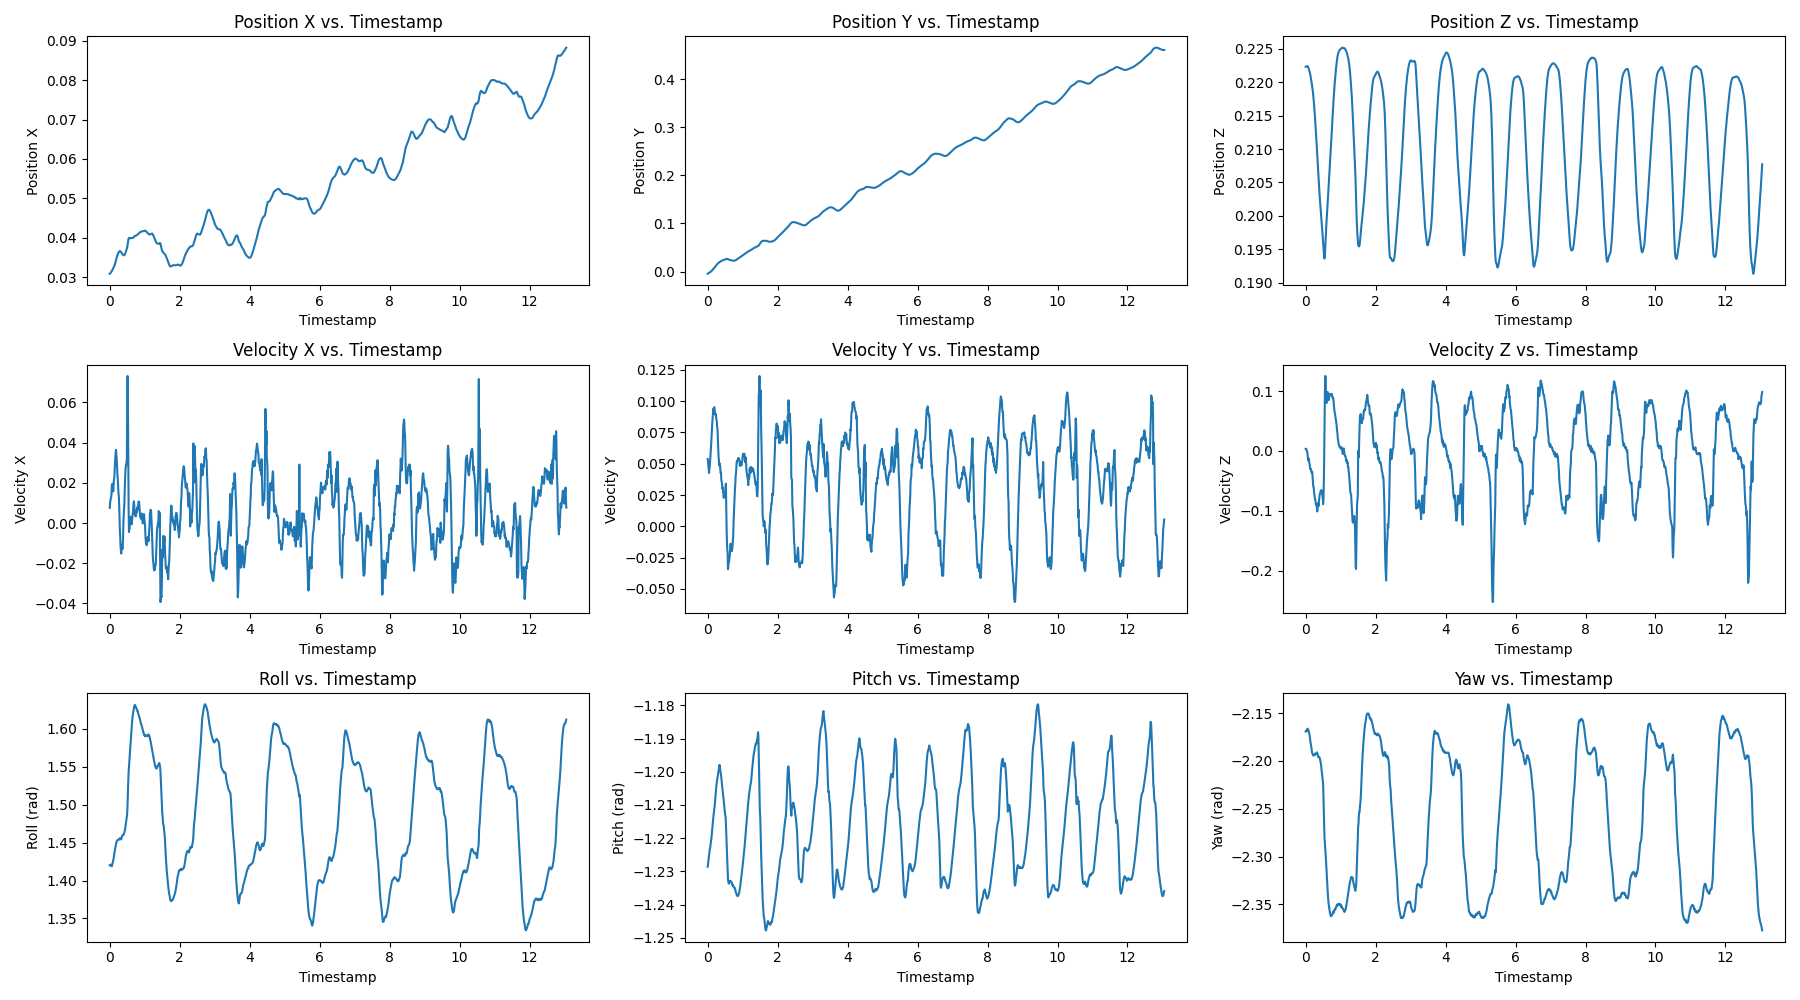 Position X vs. Timestamp
Position X
0.09
0.08
0.07
0.06
0.05
0.04
0.03
0 2 4 6 8 10 12
Timestamp
Position Y vs. Timestamp
Position Y
0.4
0.3
0.2
0.1
0.0
0 2 4 6 8 10 12
Timestamp
Position Z vs. Timestamp
Position Z
0.225
0.220
0.215
0.210
0.205
0.200
0.195
0.190
0 2 4 6 8 10 12
Timestamp
Velocity X vs. Timestamp
Velocity X
0.06
0.04
0.02
0.00
−0.02
−0.04
0 2 4 6 8 10 12
Timestamp
Velocity Y vs. Timestamp
Velocity Y
0.125
0.100
0.075
0.050
0.025
0.000
−0.025
−0.050
0 2 4 6 8 10 12
Timestamp
Velocity Z vs. Timestamp
Velocity Z
0.1
0.0
−0.1
−0.2
0 2 4 6 8 10 12
Timestamp
Roll vs. Timestamp
Roll (rad)
1.60
1.55
1.50
1.45
1.40
1.35
0 2 4 6 8 10 12
Timestamp
Pitch vs. Timestamp
Pitch (rad)
−1.18
−1.19
−1.20
−1.21
−1.22
−1.23
−1.24
−1.25
0 2 4 6 8 10 12
Timestamp
Yaw vs. Timestamp
Yaw (rad)
−2.15
−2.20
−2.25
−2.30
−2.35
0 2 4 6 8 10 12
Timestamp